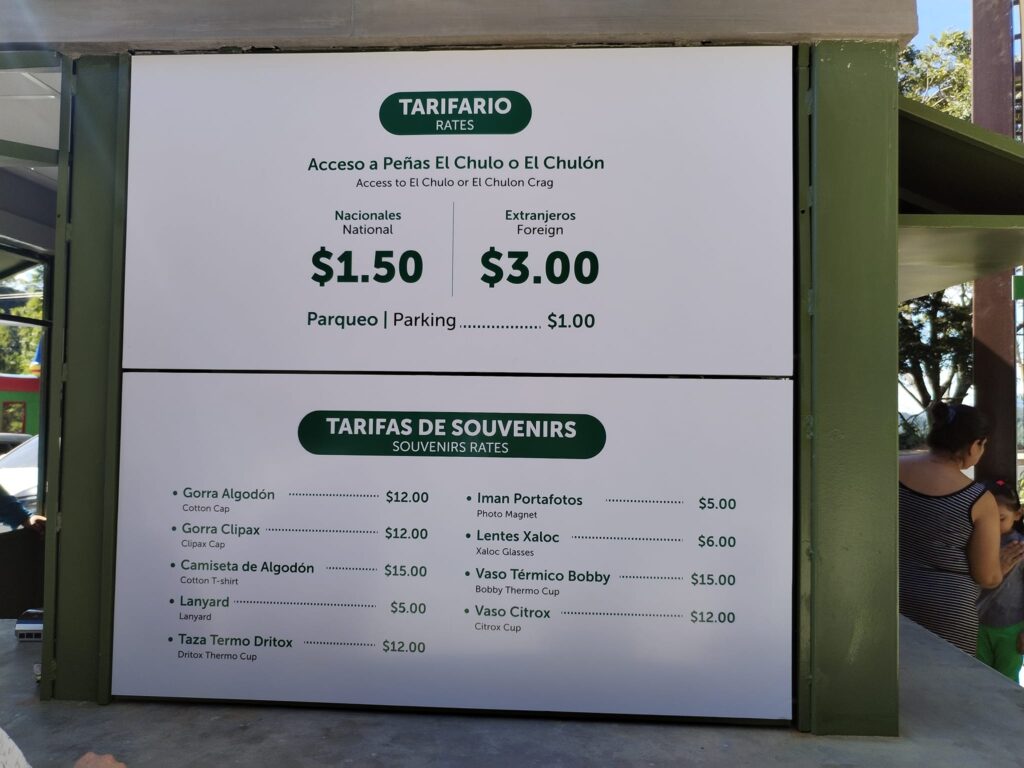 TARIFARIO
RATES
Acceso a Peñas El Chulo o El Chulón
Access to El Chulo or El Chulon Crag
Nacionales
National
$1.50
Extranjeros
Foreign
$3.00
Parqueo | Parking ................. $1.00
TARIFAS DE SOUVENIRS
SOUVENIRS RATES
• Gorra Algodón ................. $12.00
Cotton Cap
• Gorra Clipax ................. $12.00
Clipax Cap
• Camiseta de Algodón ................. $15.00
Cotton T-shirt
• Lanyard ................. $5.00
Lanyard
• Taza Termo Dritox ................. $12.00
Dritox Thermo Cup
• Iman Portafotos ................. $5.00
Photo Magnet
• Lentes Xaloc ................. $6.00
Xaloc Glasses
• Vaso Térmico Bobby ................. $15.00
Bobby Thermo Cup
• Vaso Citrox ................. $12.00
Citrox Cup